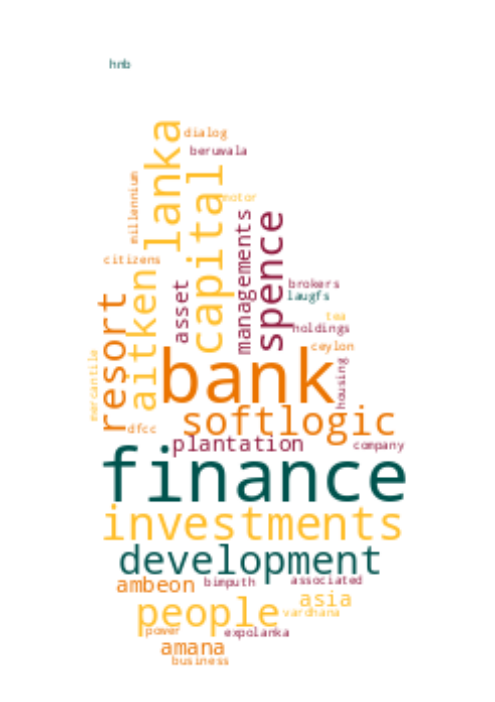 hnb
lanka
dialog
beruwala
millennium
capital
motor
managements
spence
citizens
aitken
asset
brokers
laugfs
resort
tea
holdings
ceylon
bank
mercantile
housing
softlogic
dfcc
plantation
company
finance
investments
development
ambeon
bimputh
associated
people
asia
vardhana
power
expolanka
amana
business